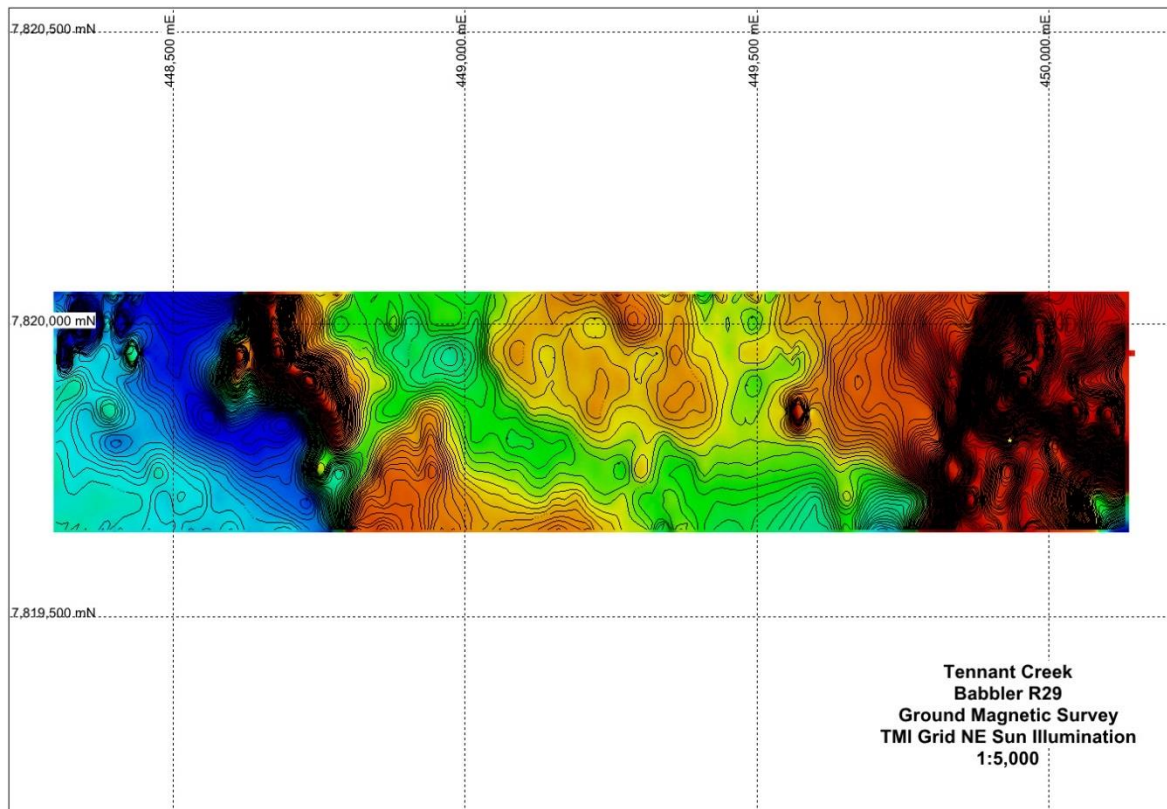 7,820,500 mN
448,500 mE
449,000 mE
449,500 mE
450,000 mE
7,820,000 mN
7,819,500 mN
Tennant Creek
Babbler R29
Ground Magnetic Survey
TMI Grid NE Sun Illumination
1:5,000